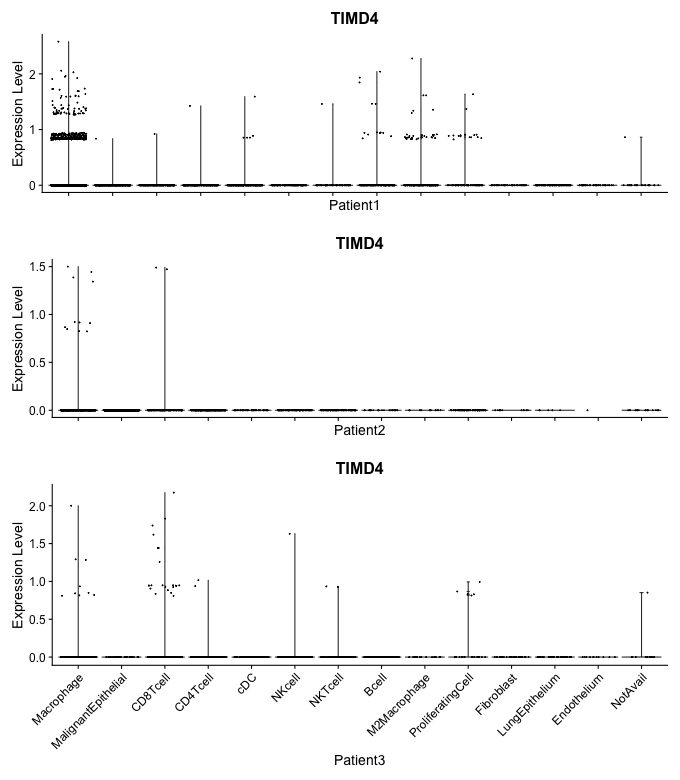 TIMD4
Expression Level
2
1
0
Patient1
TIMD4
Expression Level
1.5
1.0
0.5
0.0
Patient2
TIMD4
Expression Level
2.0
1.5
1.0
0.5
0.0
Macrophage
MalignantEpithelial
CD8Tcell
CD4Tcell
cDC
NKcell
NKTcell
Bcell
M2Macrophage
ProliferatingCell
Fibroblast
LungEpithelium
Endothelium
NotAvail
Patient3